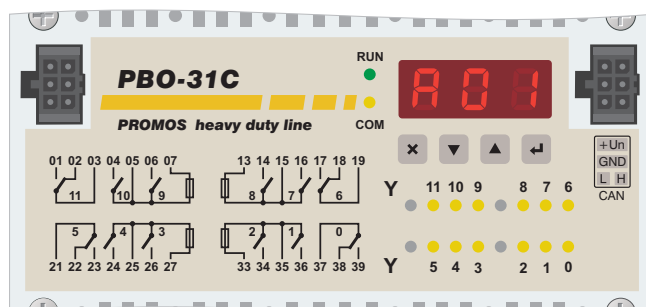 RUN
PBO-31C
A01
COM
PROMOS heavy duty line
+Un
GND
L H
CAN
01 02 03 04 05 06 07 13 14 15 16 17 18 19
11 10 9 8 7 6
Y 11 10 9 8 7 6
5 4 3 2 1 0
21 22 23 24 25 26 27 33 34 35 36 37 38 39
Y 5 4 3 2 1 0